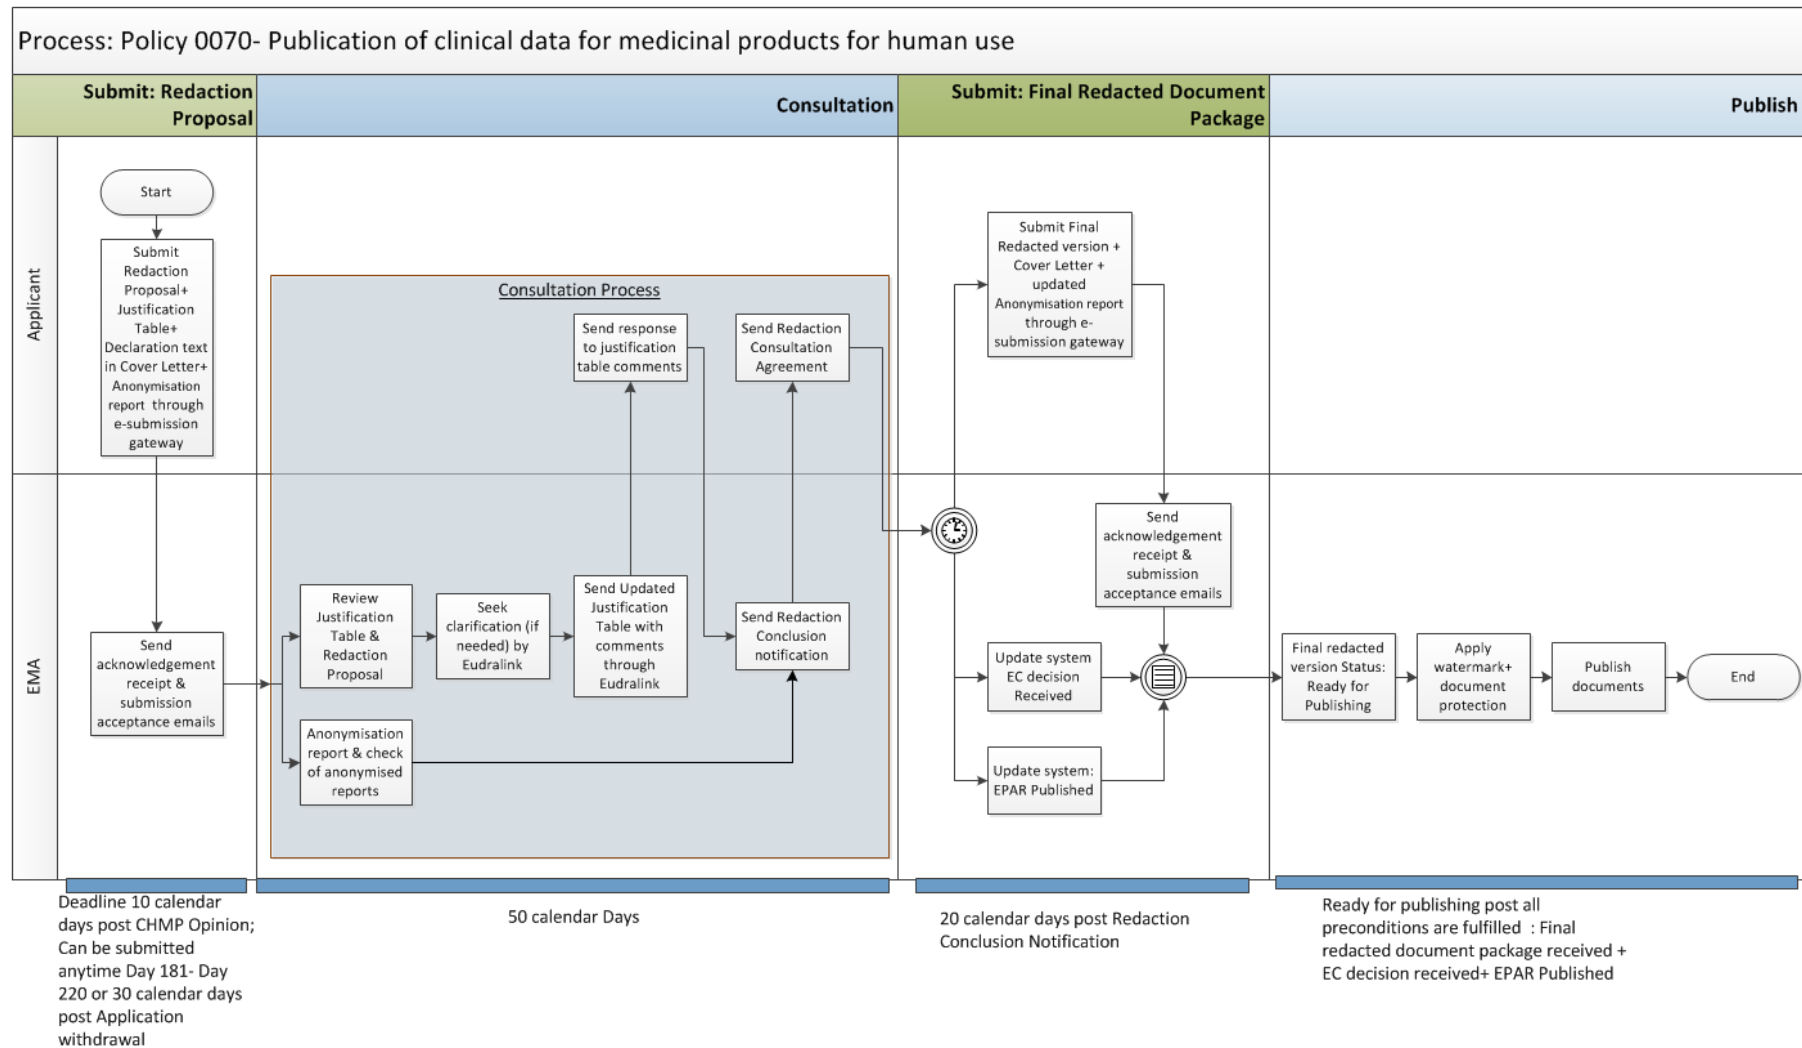 Process: Policy 0070- Publication of clinical data for medicinal products for human use
Submit: Redaction
Proposal
Consultation
Submit: Final Redacted Document
Package
Publish
Applicant
Start
Submit
Redaction
Proposal+
Justification
Table+
Declaration text
in Cover Letter+
Anonymisation
report through
e-submission
gateway
Consultation Process
Send response
to justification
table comments
Send Redaction
Consultation
Agreement
Submit Final
Redacted version +
Cover Letter +
updated
Anonymisation report
through e-
submission gateway
EMA
Send
acknowledgement
receipt &
submission
acceptance emails
Review
Justification
Table &
Redaction
Proposal
Seek
clarification (if
needed) by
Eudralink
Send Updated
Justification
Table with
comments
through
Eudralink
Send Redaction
Conclusion
notification
Anonymisation
report & check
of anonymised
reports
Send
acknowledgement
receipt &
submission
acceptance emails
Update system
EC decision
Received
Update system:
EPAR Published
Final redacted
version Status:
Ready for
Publishing
Apply
watermark+
document
protection
Publish
documents
End
Deadline 10 calendar
days post CHMP Opinion;
Can be submitted
anytime Day 181- Day
220 or 30 calendar days
post Application
withdrawal
50 calendar Days
20 calendar days post Redaction
Conclusion Notification
Ready for publishing post all
preconditions are fulfilled : Final
redacted document package received +
EC decision received+ EPAR Published